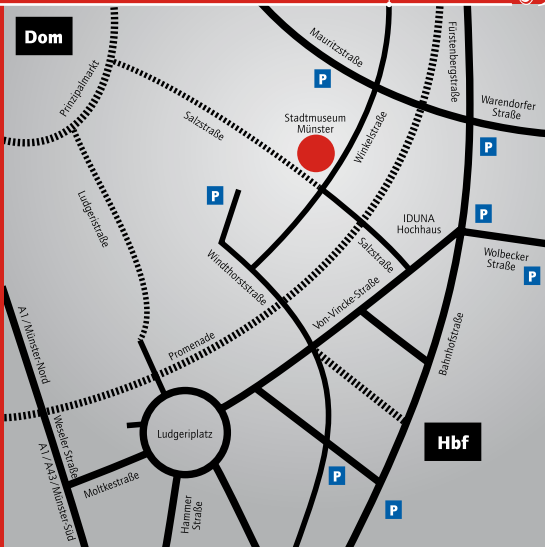 Dom
Mauritzstraße
Fürstenbergstraße
P
Prinzipalmarkt
Warendorfer
Straße
Stadtmuseum
Münster
Salzstraße
Winkelstraße
P
P
P
Ludgeristraße
IDUNA
Hochhaus
Salzstraße
Wolbecker
Straße
P
Windthorststraße
Von-Vincke-Straße
A1/Münster-Nord
Promenade
Bahnhofstraße
Ludgeriplatz
Hbf
Weseler Straße
A1/A43/Münster-Süd
Moltkestraße
P
Hammer
Straße
P